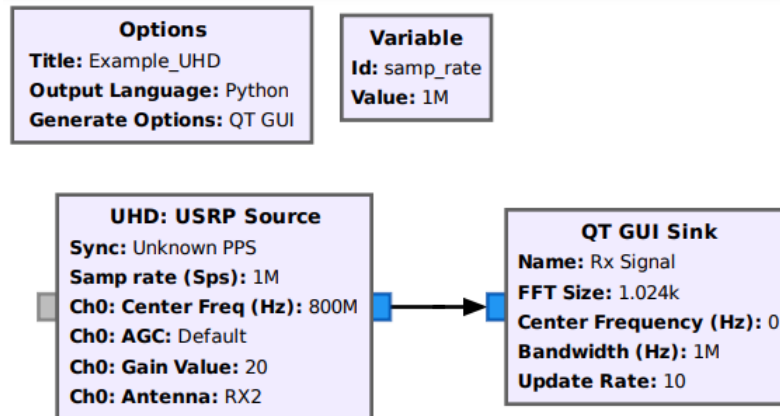 Options
Title: Example_UHD
Output Language: Python
Generate Options: QT GUI
Variable
Id: samp_rate
Value: 1M
UHD: USRP Source
Sync: Unknown PPS
Samp rate (Sps): 1M
Ch0: Center Freq (Hz): 800M
Ch0: AGC: Default
Ch0: Gain Value: 20
Ch0: Antenna: RX2
QT GUI Sink
Name: Rx Signal
FFT Size: 1.024k
Center Frequency (Hz): 0
Bandwidth (Hz): 1M
Update Rate: 10